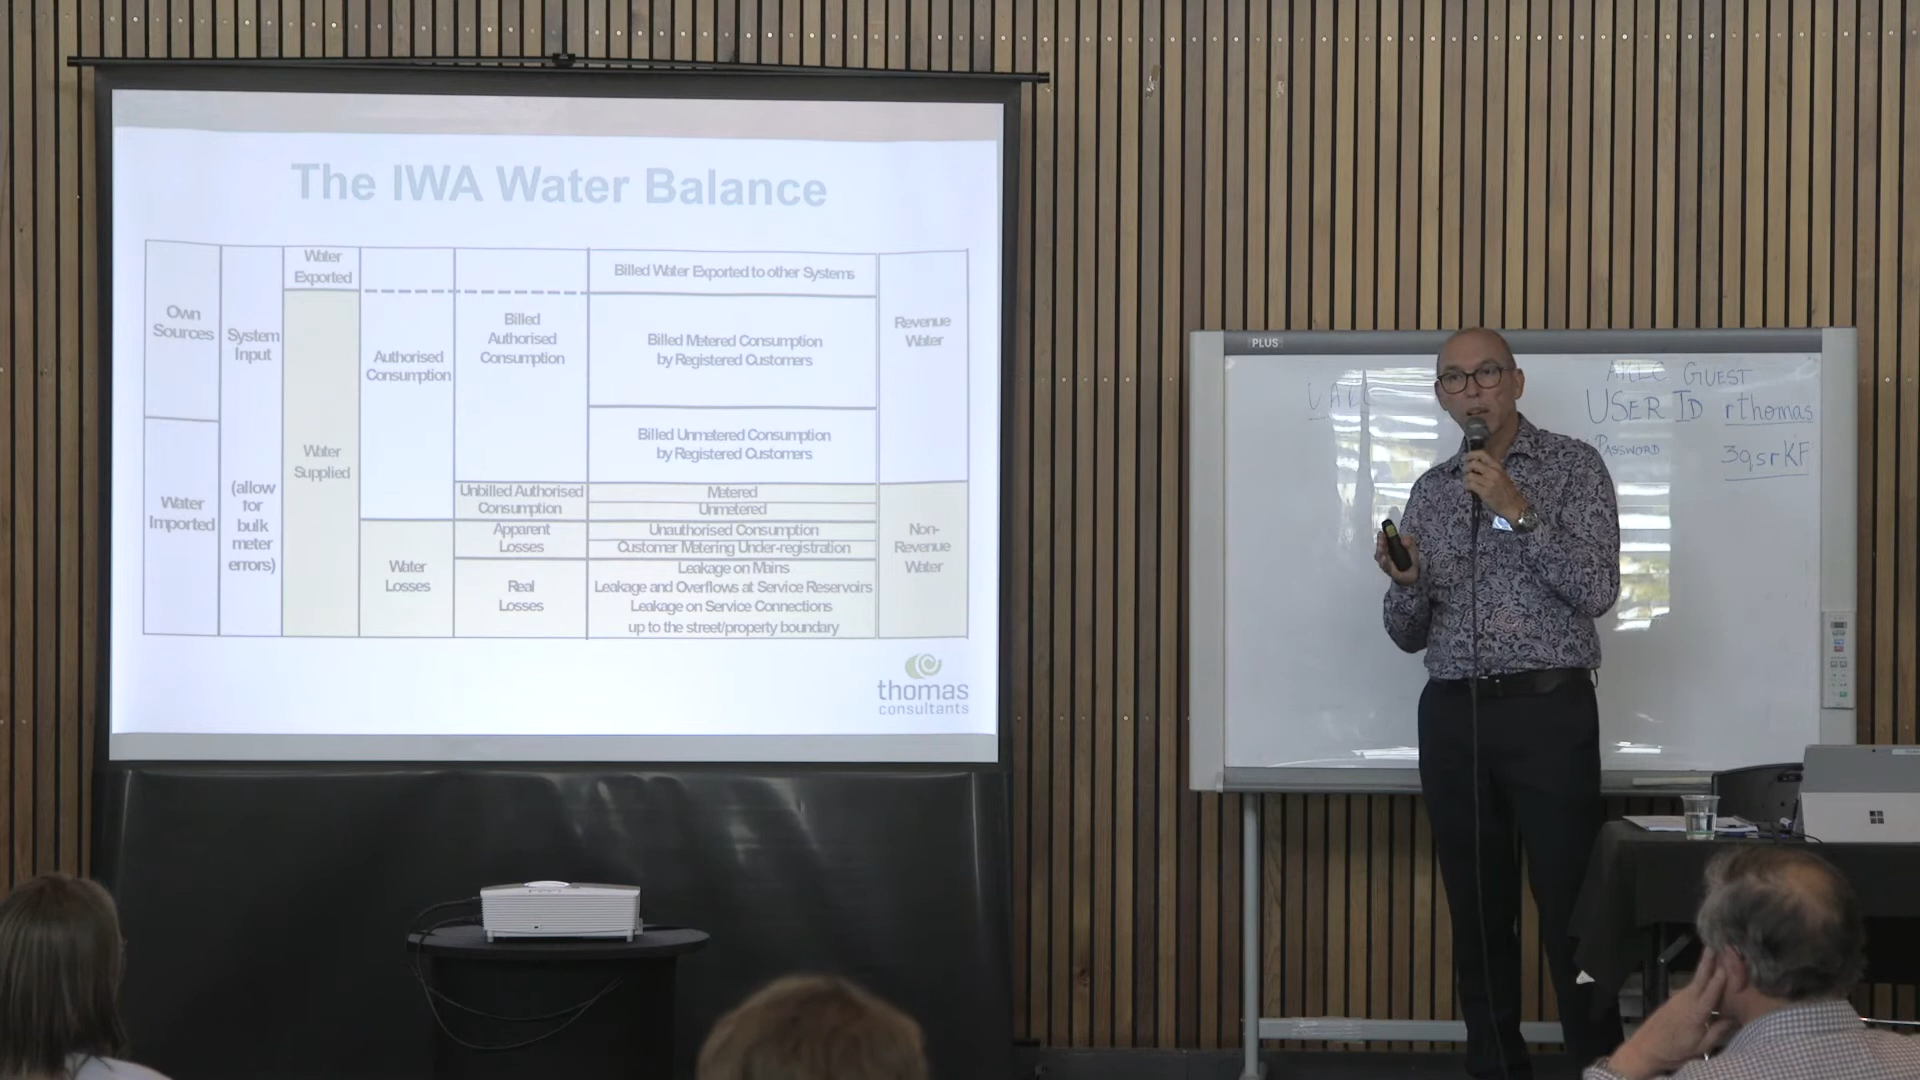 The IWA Water Balance
Own
Sources
Water
Imported
System
Input
(allow
for
bulk
meter
errors)
Water
Exported
Water
Supplied
Authorised
Consumption
Water
Losses
Billed
Authorised
Consumption
Unbilled Authorised
Consumption
Apparent
Losses
Real
Losses
Billed Water Exported to other Systems
Billed Metered Consumption
by Registered Customers
Billed Unmetered Consumption
by Registered Customers
Metered
Unmetered
Unauthorised Consumption
Customer Metering Under-registration
Leakage on Mains
Leakage and Overflows at Service Reservoirs
Leakage on Service Connections
up to the street/property boundary
Revenue
Water
Non-
Revenue
Water
thomas
consultants
PLUS
GUEST
USER ID rthomas
PASSWORD 3qsrKF